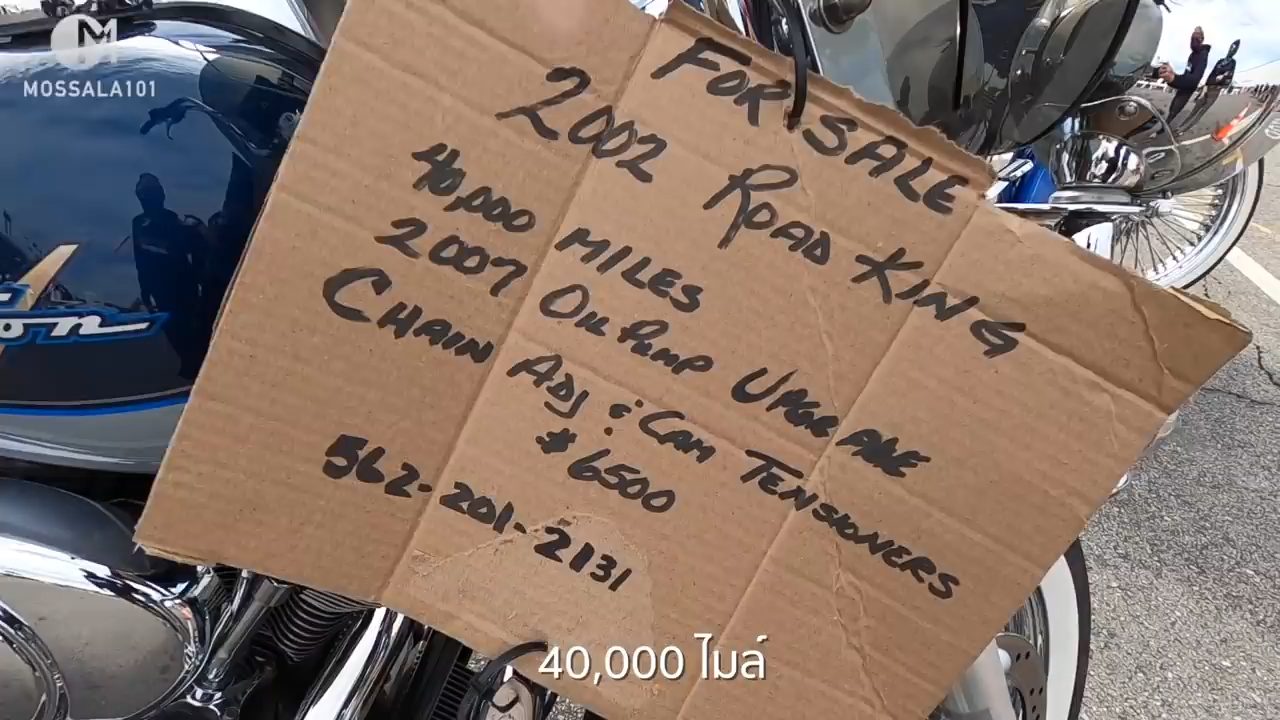 MOSSALA101
FOR SALE
2002 ROAD KING
40,000 MILES
2007 OIL PUMP UPGRADE
CHAIN ADJ & CAM TENSIONERS
$6500
562-201-2131
on
40,000 ไมล์